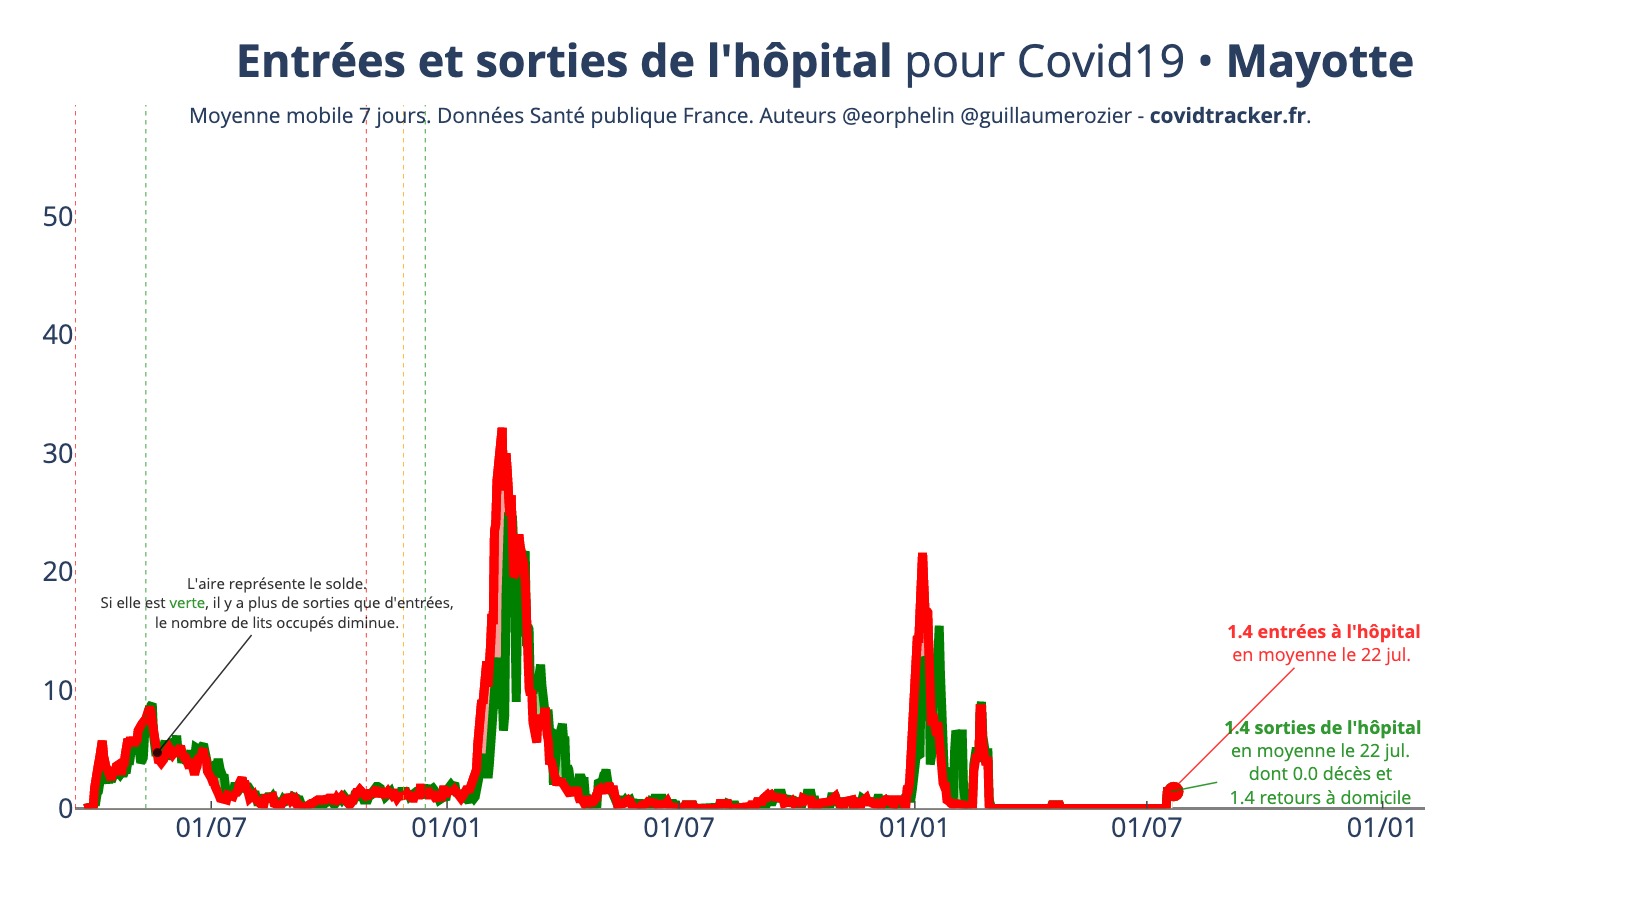 Entrées et sorties de l'hôpital pour Covid19 • Mayotte
Moyenne mobile 7 jours. Données Santé publique France. Auteurs @eorphelin @guillaumerozier - covidtracker.fr.
50
40
30
20
10
0
L'aire représente le solde.
Si elle est verte, il y a plus de sorties que d'entrées,
le nombre de lits occupés diminue.
1.4 entrées à l'hôpital
en moyenne le 22 jul.
1.4 sorties de l'hôpital
en moyenne le 22 jul.
dont 0.0 décès et
1.4 retours à domicile
01/07 01/01 01/07 01/01 01/07 01/01